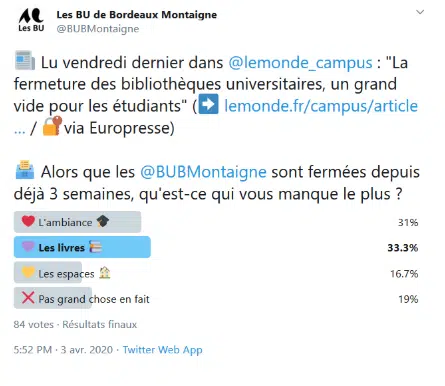 Les BU de Bordeaux Montaigne
Les BU
@BUBMontaigne
📰 Lu vendredi dernier dans @lemonde_campus : "La
fermeture des bibliothèques universitaires, un grand
vide pour les étudiants" (➡️ lemonde.fr/campus/article
… / 🔐 via Europresse)
🗳️ Alors que les @BUBMontaigne sont fermées depuis
déjà 3 semaines, qu'est-ce qui vous manque le plus ?
❤️ L'ambiance 🎓 31%
💜 Les livres 📚 33.3%
💛 Les espaces 🏠 16.7%
❌ Pas grand chose en fait 19%
84 votes · Résultats finaux
5:52 PM · 3 avr. 2020 · Twitter Web App